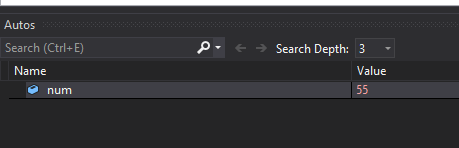 Autos
Search (Ctrl+E) Search Depth: 3
Name Value
num 55